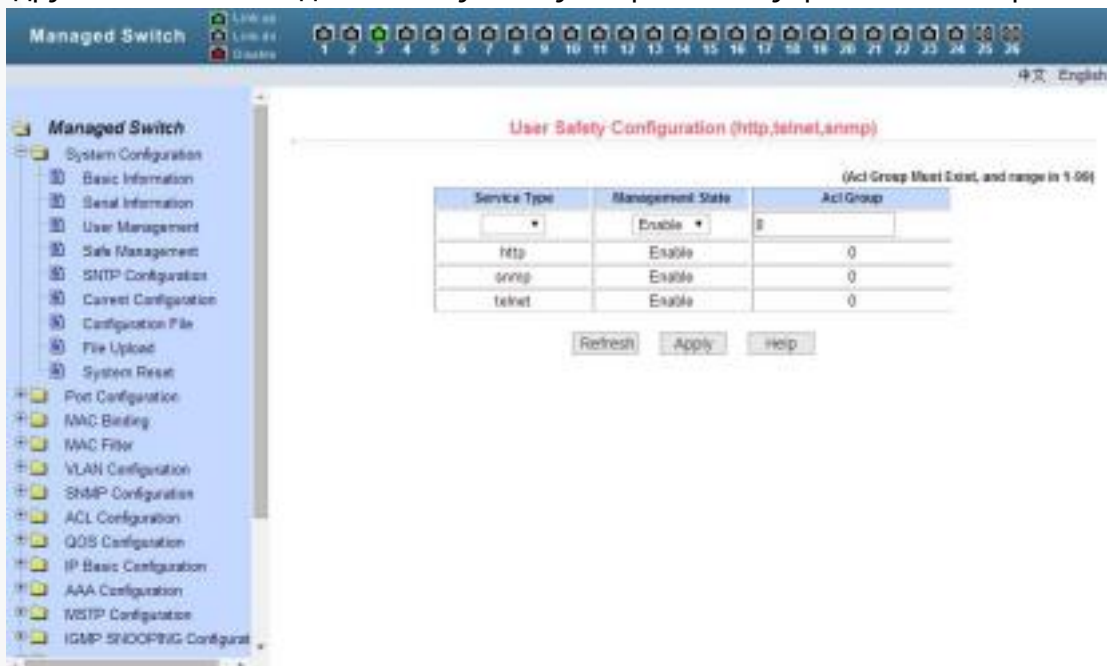 Managed Switch
Link
Link
Disable
1 2 3 4 5 6 7 8 9 10 11 12 13 14 15 16 17 18 19 20 21 22 23 24 25 26
中文 English
Managed Switch
System Configuration
Basic Information
Serial Information
User Management
Safe Management
SNTP Configuration
Current Configuration
Configuration File
File Upload
System Reset
Port Configuration
MAC Binding
MAC Filter
VLAN Configuration
SNMP Configuration
ACL Configuration
QOS Configuration
IP Basic Configuration
AAA Configuration
MSTP Configuration
IGMP SNOOPING Configurat
User Safety Configuration (http,telnet,snmp)
(Acl Group Must Exist, and range in 1-99)
Service Type Management State Acl Group
Enable 0
http Enable 0
snmp Enable 0
telnet Enable 0
Refresh Apply Help